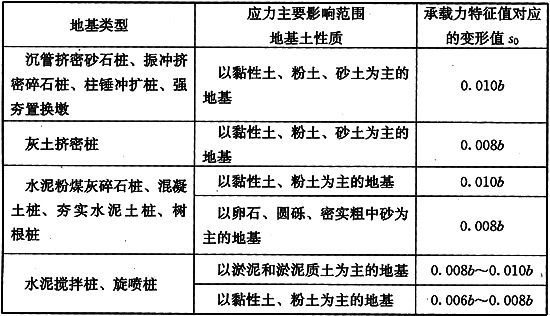 地基类型
应力主要影响范围
地基土性质
承载力特征值对应
的变形值 s₀
沉管挤密砂石桩、振冲挤
密碎石桩、柱锤冲扩桩、强
夯置换墩
以黏性土、粉土、砂土为主的
地基
0.010b
灰土挤密桩
以黏性土、粉土、砂土为主的
地基
0.008b
水泥粉煤灰碎石桩、混凝
土桩、夯实水泥土桩、树
根桩
以黏性土、粉土为主的地基
0.010b
以卵石、圆砾、密实粗中砂为
主的地基
0.008b
水泥搅拌桩、旋喷桩
以淤泥和淤泥质土为主的地基
0.008b～0.010b
以黏性土、粉土为主的地基
0.006b～0.008b